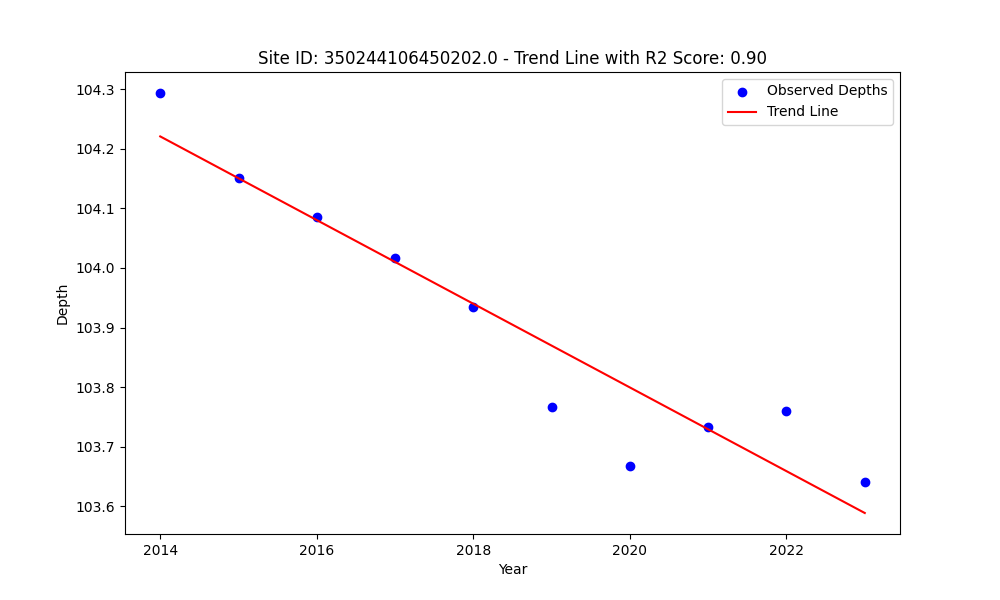 Site ID: 350244106450202.0 - Trend Line with R2 Score: 0.90
Observed Depths
Trend Line
104.3
104.2
104.1
104.0
103.9
103.8
103.7
103.6
Depth
2014
2016
2018
2020
2022
Year